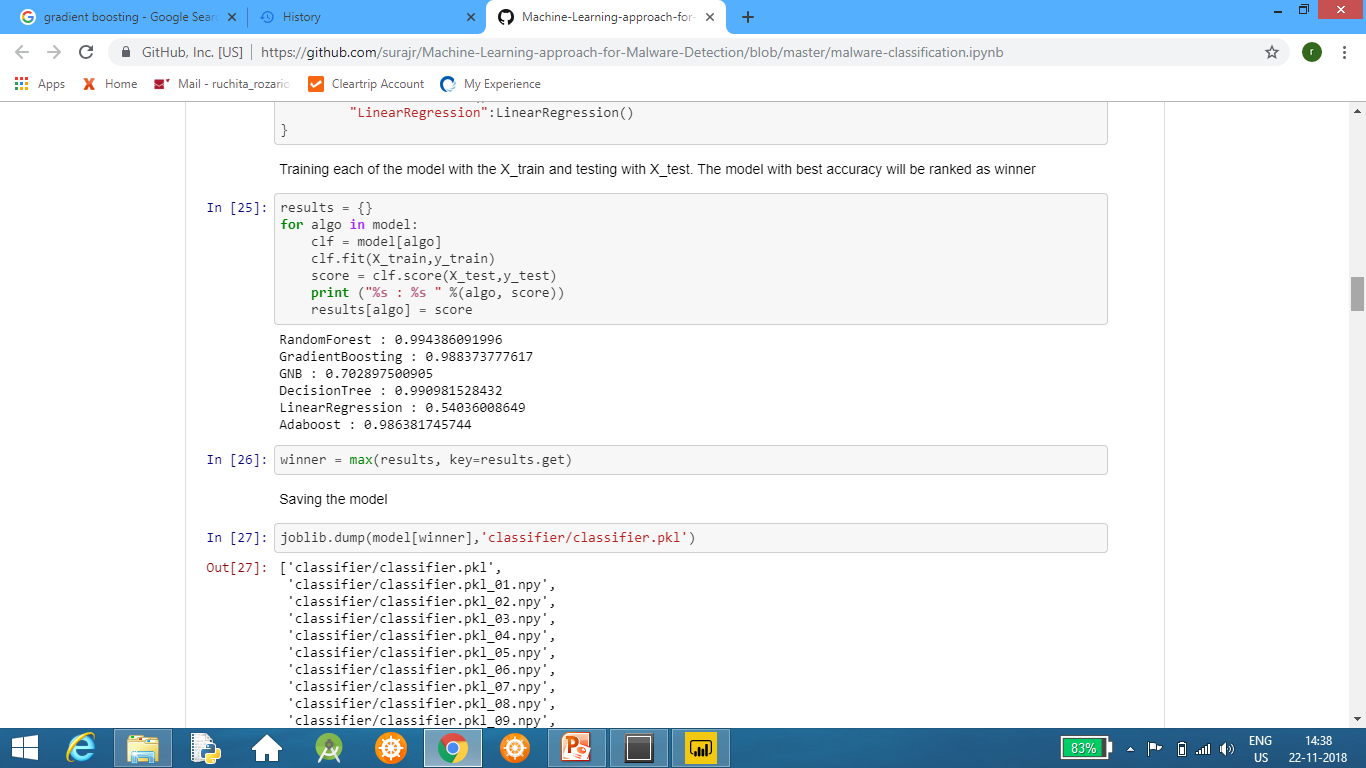 gradient boosting - Google Sear
History
Machine-Learning-approach-for-
GitHub, Inc. [US]
https://github.com/surajr/Machine-Learning-approach-for-Malware-Detection/blob/master/malware-classification.ipynb
r
Apps
Home
Mail - ruchita_rozario
Cleartrip Account
My Experience
"LinearRegression":LinearRegression()
}
Training each of the model with the X_train and testing with X_test. The model with best accuracy will be ranked as winner
In [25]:
results = {}
for algo in model:
    clf = model[algo]
    clf.fit(X_train,y_train)
    score = clf.score(X_test,y_test)
    print ("%s : %s " %(algo, score))
    results[algo] = score
RandomForest : 0.994386091996
GradientBoosting : 0.988373777617
GNB : 0.702897500905
DecisionTree : 0.990981528432
LinearRegression : 0.54036008649
Adaboost : 0.986381745744
In [26]:
winner = max(results, key=results.get)
Saving the model
In [27]:
joblib.dump(model[winner],'classifier/classifier.pkl')
Out[27]:
['classifier/classifier.pkl',
'classifier/classifier.pkl_01.npy',
'classifier/classifier.pkl_02.npy',
'classifier/classifier.pkl_03.npy',
'classifier/classifier.pkl_04.npy',
'classifier/classifier.pkl_05.npy',
'classifier/classifier.pkl_06.npy',
'classifier/classifier.pkl_07.npy',
'classifier/classifier.pkl_08.npy',
'classifier/classifier.pkl_09.npy',
83%
ENG
US
14:38
22-11-2018